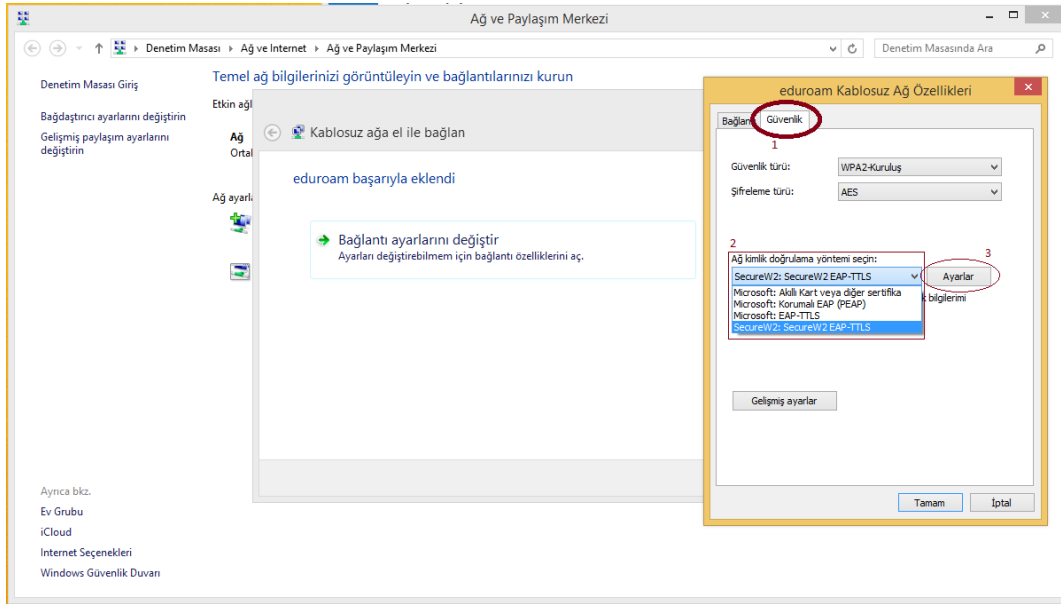 Ağ ve Paylaşım Merkezi
Denetim Masası ▸ Ağ ve Internet ▸ Ağ ve Paylaşım Merkezi
Denetim Masasında Ara
Denetim Masası Giriş
Bağdaştırıcı ayarlarını değiştirin
Gelişmiş paylaşım ayarlarını
değiştirin
Temel ağ bilgilerinizi görüntüleyin ve bağlantılarınızı kurun
Etkin ağl
Ağ
Ortal
Ağ ayarla
Kablosuz ağa el ile bağlan
eduroam başarıyla eklendi
Bağlantı ayarlarını değiştir
Ayarları değiştirebilmem için bağlantı özelliklerini aç.
eduroam Kablosuz Ağ Özellikleri
Bağlan
Güvenlik
1
Güvenlik türü:
WPA2-Kuruluş
Şifreleme türü:
AES
2
3
Ağ kimlik doğrulama yöntemi seçin:
SecureW2: SecureW2 EAP-TTLS
Ayarlar
Microsoft: Akıllı Kart veya diğer sertifika
Microsoft: Korumalı EAP (PEAP)
Microsoft: EAP-TTLS
SecureW2: SecureW2 EAP-TTLS
k bilgilerimi
Gelişmiş ayarlar
Tamam
İptal
Ayrıca bkz.
Ev Grubu
iCloud
Internet Seçenekleri
Windows Güvenlik Duvarı